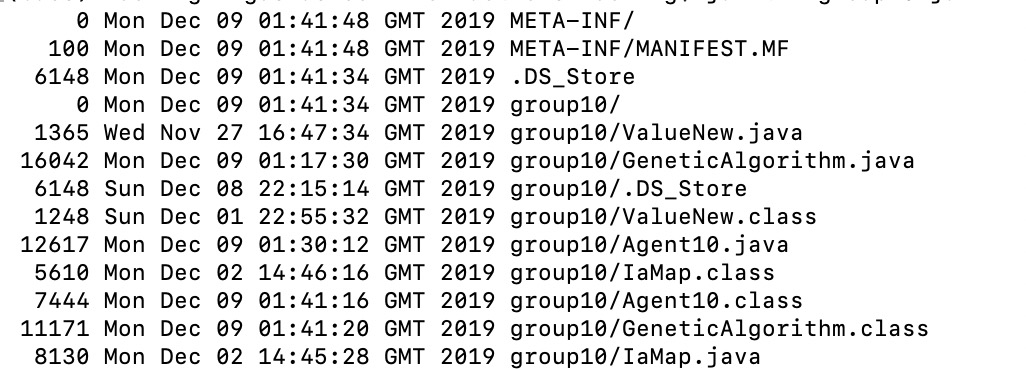 0 Mon Dec 09 01:41:48 GMT 2019 META-INF/
100 Mon Dec 09 01:41:48 GMT 2019 META-INF/MANIFEST.MF
6148 Mon Dec 09 01:41:34 GMT 2019 .DS_Store
0 Mon Dec 09 01:41:34 GMT 2019 group10/
1365 Wed Nov 27 16:47:34 GMT 2019 group10/ValueNew.java
16042 Mon Dec 09 01:17:30 GMT 2019 group10/GeneticAlgorithm.java
6148 Sun Dec 08 22:15:14 GMT 2019 group10/.DS_Store
1248 Sun Dec 01 22:55:32 GMT 2019 group10/ValueNew.class
12617 Mon Dec 09 01:30:12 GMT 2019 group10/Agent10.java
5610 Mon Dec 02 14:46:16 GMT 2019 group10/IaMap.class
7444 Mon Dec 09 01:41:16 GMT 2019 group10/Agent10.class
11171 Mon Dec 09 01:41:20 GMT 2019 group10/GeneticAlgorithm.class
8130 Mon Dec 02 14:45:28 GMT 2019 group10/IaMap.java